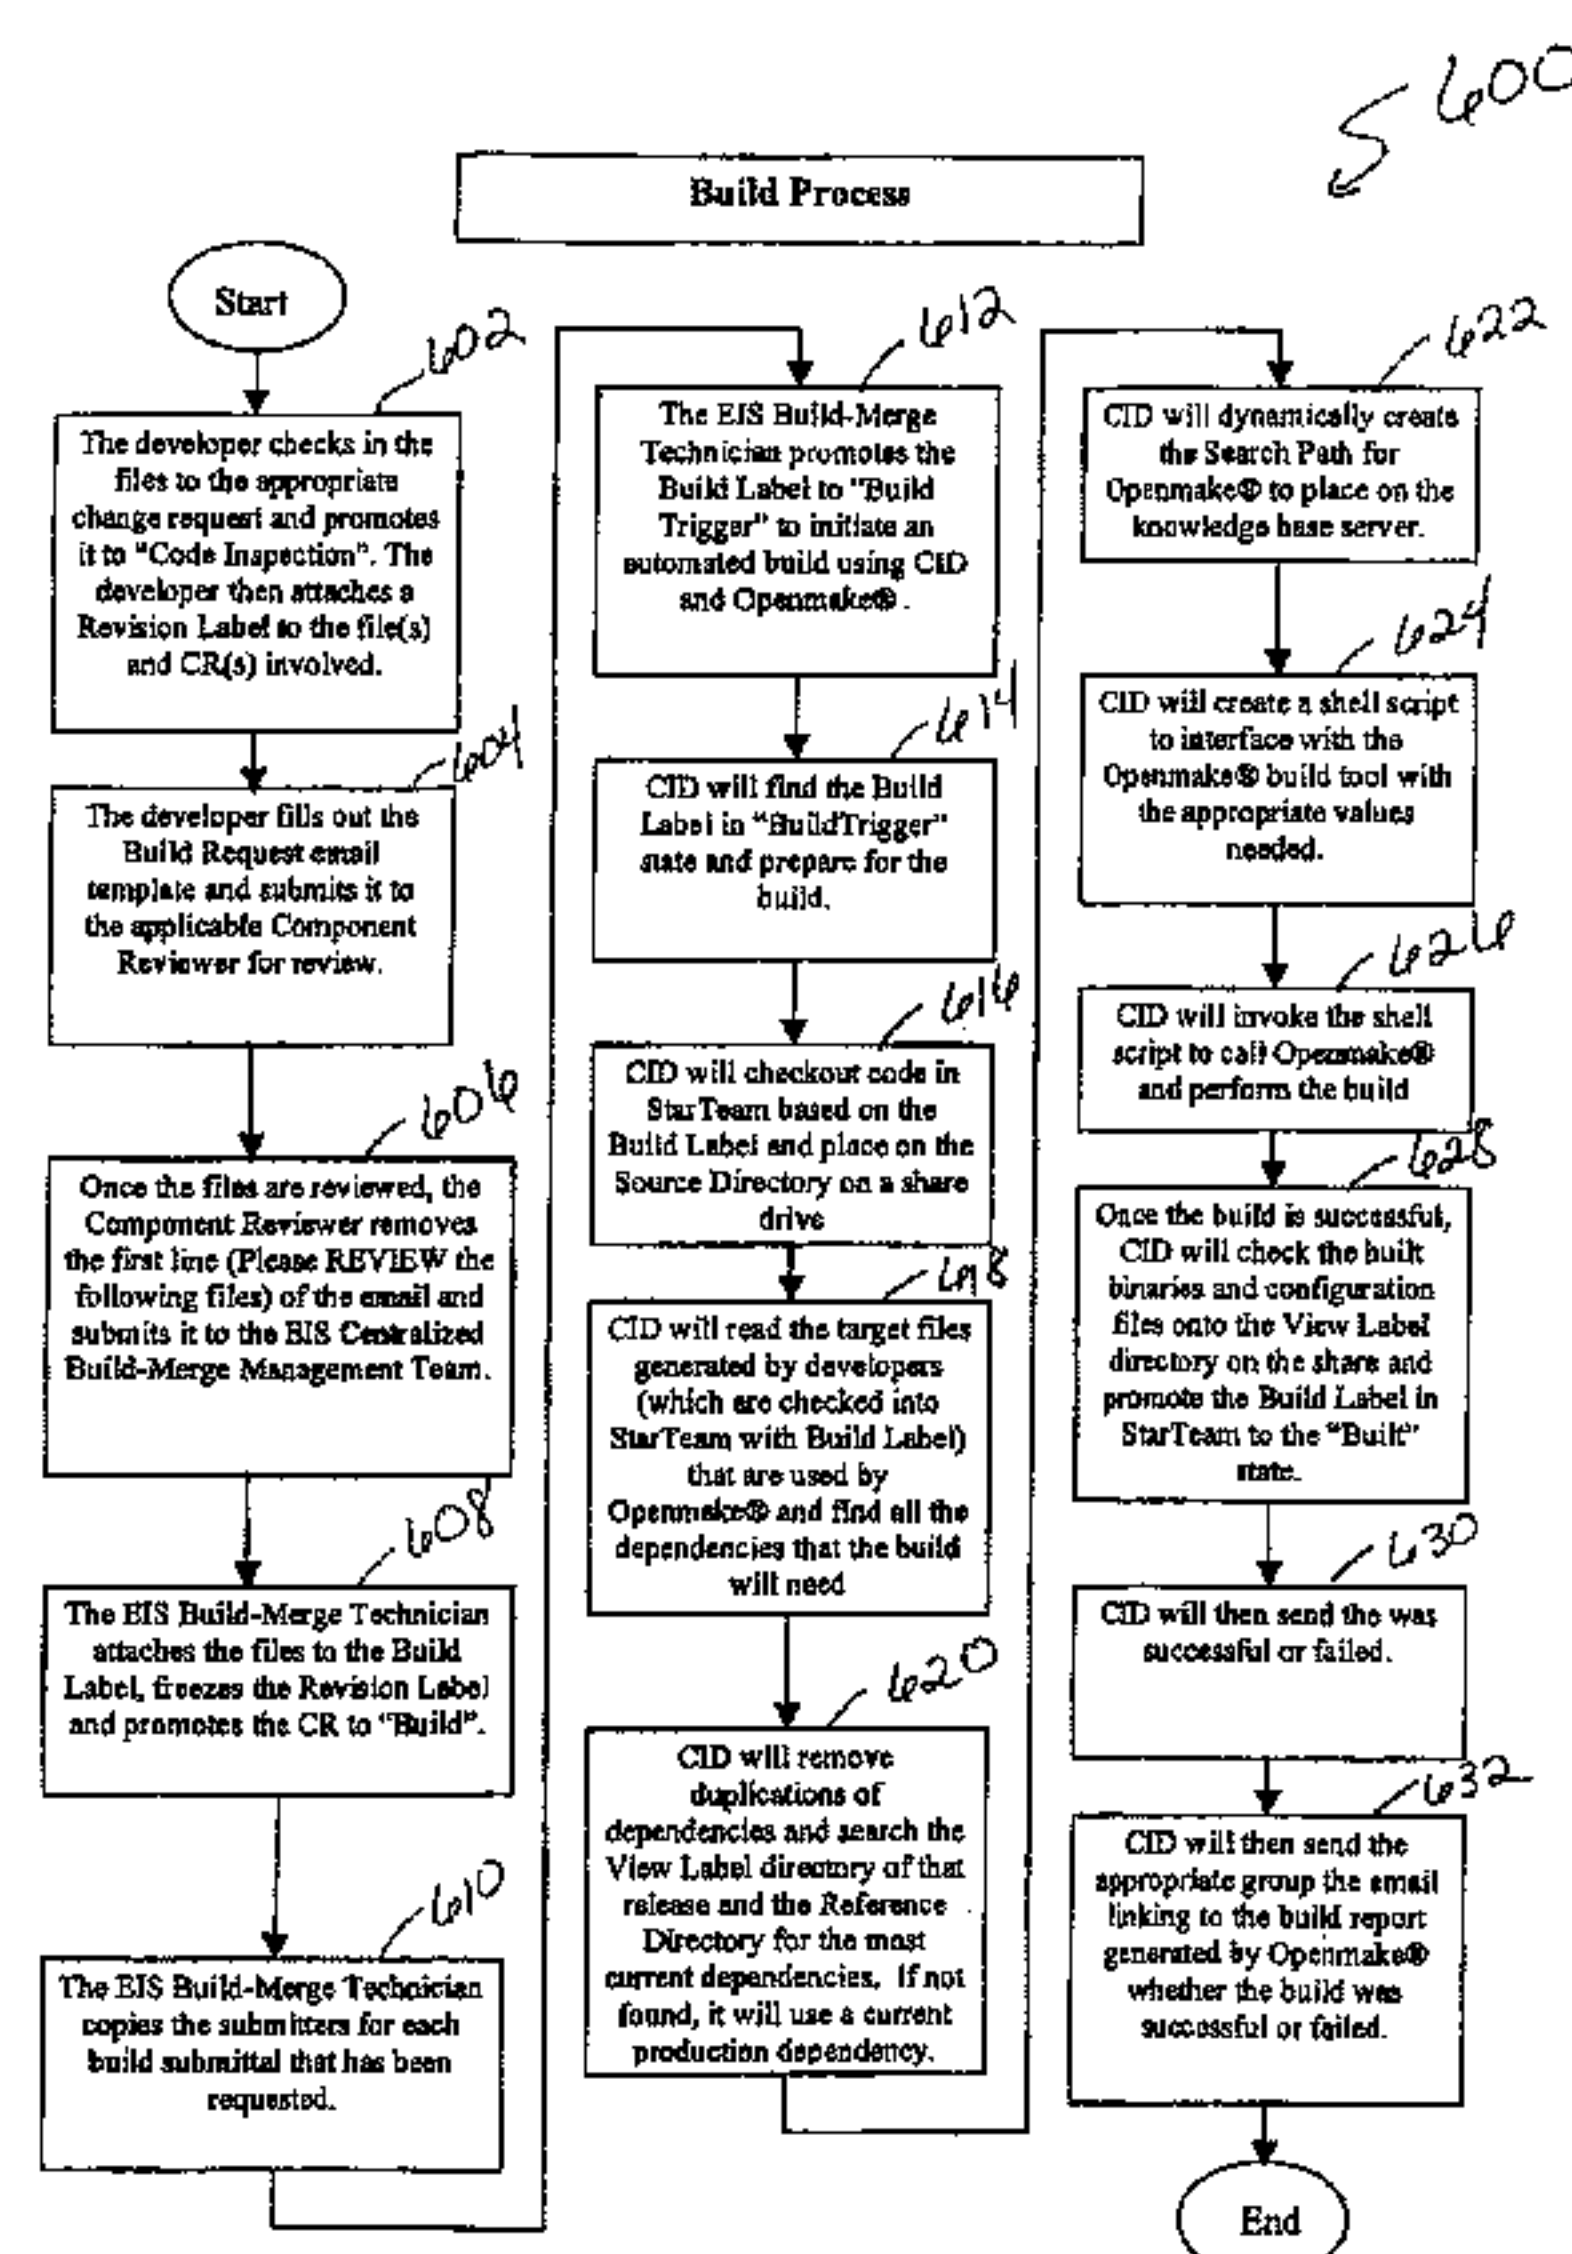 600
Build Process
Start
602
The developer checks in the
files to the appropriate
change request and promotes
it to "Code Inspection". The
developer then attaches a
Revision Label to the file(s)
and CR(s) involved.
604
The developer fills out the
Build Request email
template and submits it to
the applicable Component
Reviewer for review.
606
Once the files are reviewed, the
Component Reviewer removes
the first line (Please REVIEW the
following files) of the email and
submits it to the EIS Centralized
Build-Merge Management Team.
608
The EIS Build-Merge Technician
attaches the files to the Build
Label, freezes the Revision Label
and promotes the CR to "Build".
610
The EIS Build-Merge Technician
copies the submitters for each
build submittal that has been
requested.
612
The EIS Build-Merge
Technician promotes the
Build Label to "Build
Trigger" to initiate an
automated build using CID
and Openmake®.
614
CID will find the Build
Label in "BuildTrigger"
state and prepare for the
build.
616
CID will checkout code in
StarTeam based on the
Build Label and place on the
Source Directory on a share
drive
618
CID will read the target files
generated by developers
(which are checked into
StarTeam with Build Label)
that are used by
Openmake® and find all the
dependencies that the build
will need
620
CID will remove
duplications of
dependencies and search the
View Label directory of that
release and the Reference
Directory for the most
current dependencies. If not
found, it will use a current
production dependency.
622
CID will dynamically create
the Search Path for
Openmake® to place on the
knowledge base server.
624
CID will create a shell script
to interface with the
Openmake® build tool with
the appropriate values
needed.
626
CID will invoke the shell
script to call Openmake®
and perform the build
628
Once the build is successful,
CID will check the built
binaries and configuration
files onto the View Label
directory on the share and
promote the Build Label in
StarTeam to the "Built"
state.
630
CID will then send the was
successful or failed.
632
CID will then send the
appropriate group the email
linking to the build report
generated by Openmake®
whether the build was
successful or failed.
End